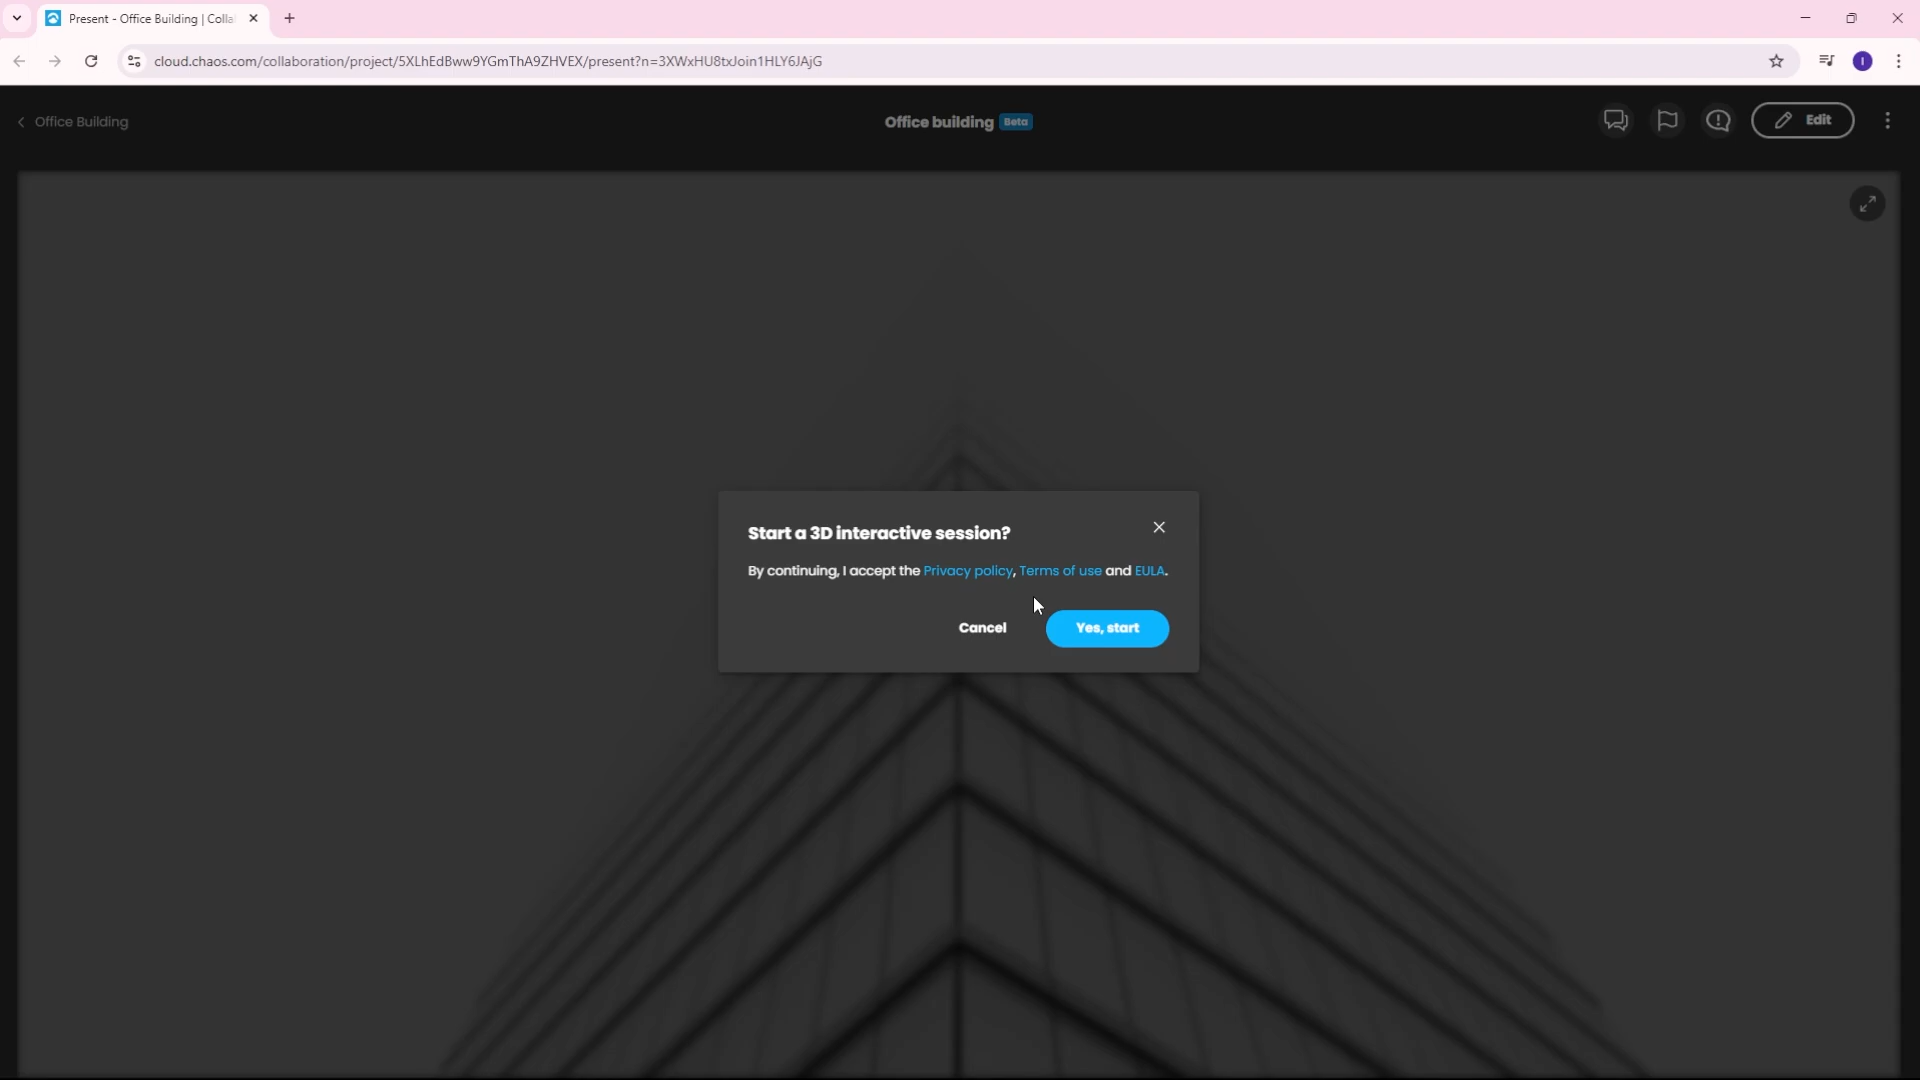 Present - Office Building | Colla
cloud.chaos.com/collaboration/project/5XLhEdBww9YGmThA9ZHVEX/present?n=3XWxHU8txJoin1HLY6JAjG
I
Office Building
Office building Beta
Edit
Start a 3D interactive session?
By continuing, I accept the Privacy policy, Terms of use and EULA.
Cancel
Yes, start